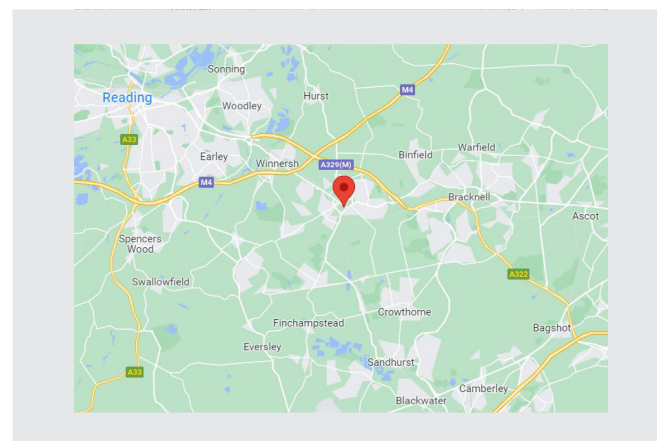 Sonning
Reading
M4
Hurst
Woodley
A33
Earley
Winnersh
A329(M)
Binfield
Warfield
M4
Bracknell
Ascot
Spencers
Wood
Swallowfield
A322
Crowthorne
Finchampstead
Bagshot
Eversley
Sandhurst
A33
Camberley
Blackwater